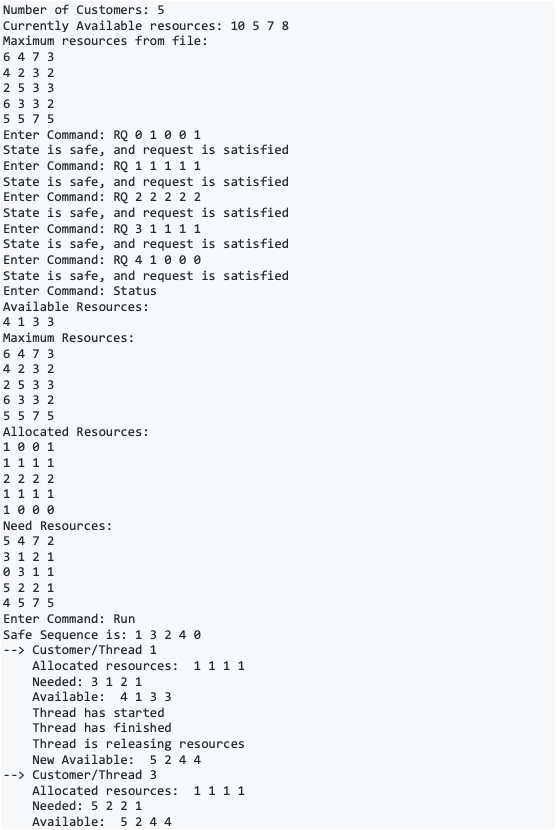 Number of Customers: 5
Currently Available resources: 10 5 7 8
Maximum resources from file:
6 4 7 3
4 2 3 2
2 5 3 3
6 3 3 2
5 5 7 5
Enter Command: RQ 0 1 0 0 1
State is safe, and request is satisfied
Enter Command: RQ 1 1 1 1 1
State is safe, and request is satisfied
Enter Command: RQ 2 2 2 2 2
State is safe, and request is satisfied
Enter Command: RQ 3 1 1 1 1
State is safe, and request is satisfied
Enter Command: RQ 4 1 0 0 0
State is safe, and request is satisfied
Enter Command: Status
Available Resources:
4 1 3 3
Maximum Resources:
6 4 7 3
4 2 3 2
2 5 3 3
6 3 3 2
5 5 7 5
Allocated Resources:
1 0 0 1
1 1 1 1
2 2 2 2
1 1 1 1
1 0 0 0
Need Resources:
5 4 7 2
3 1 2 1
0 3 1 1
5 2 2 1
4 5 7 5
Enter Command: Run
Safe Sequence is: 1 3 2 4 0
--> Customer/Thread 1
Allocated resources:  1 1 1 1
Needed: 3 1 2 1
Available:  4 1 3 3
Thread has started
Thread has finished
Thread is releasing resources
New Available:  5 2 4 4
--> Customer/Thread 3
Allocated resources:  1 1 1 1
Needed: 5 2 2 1
Available:  5 2 4 4